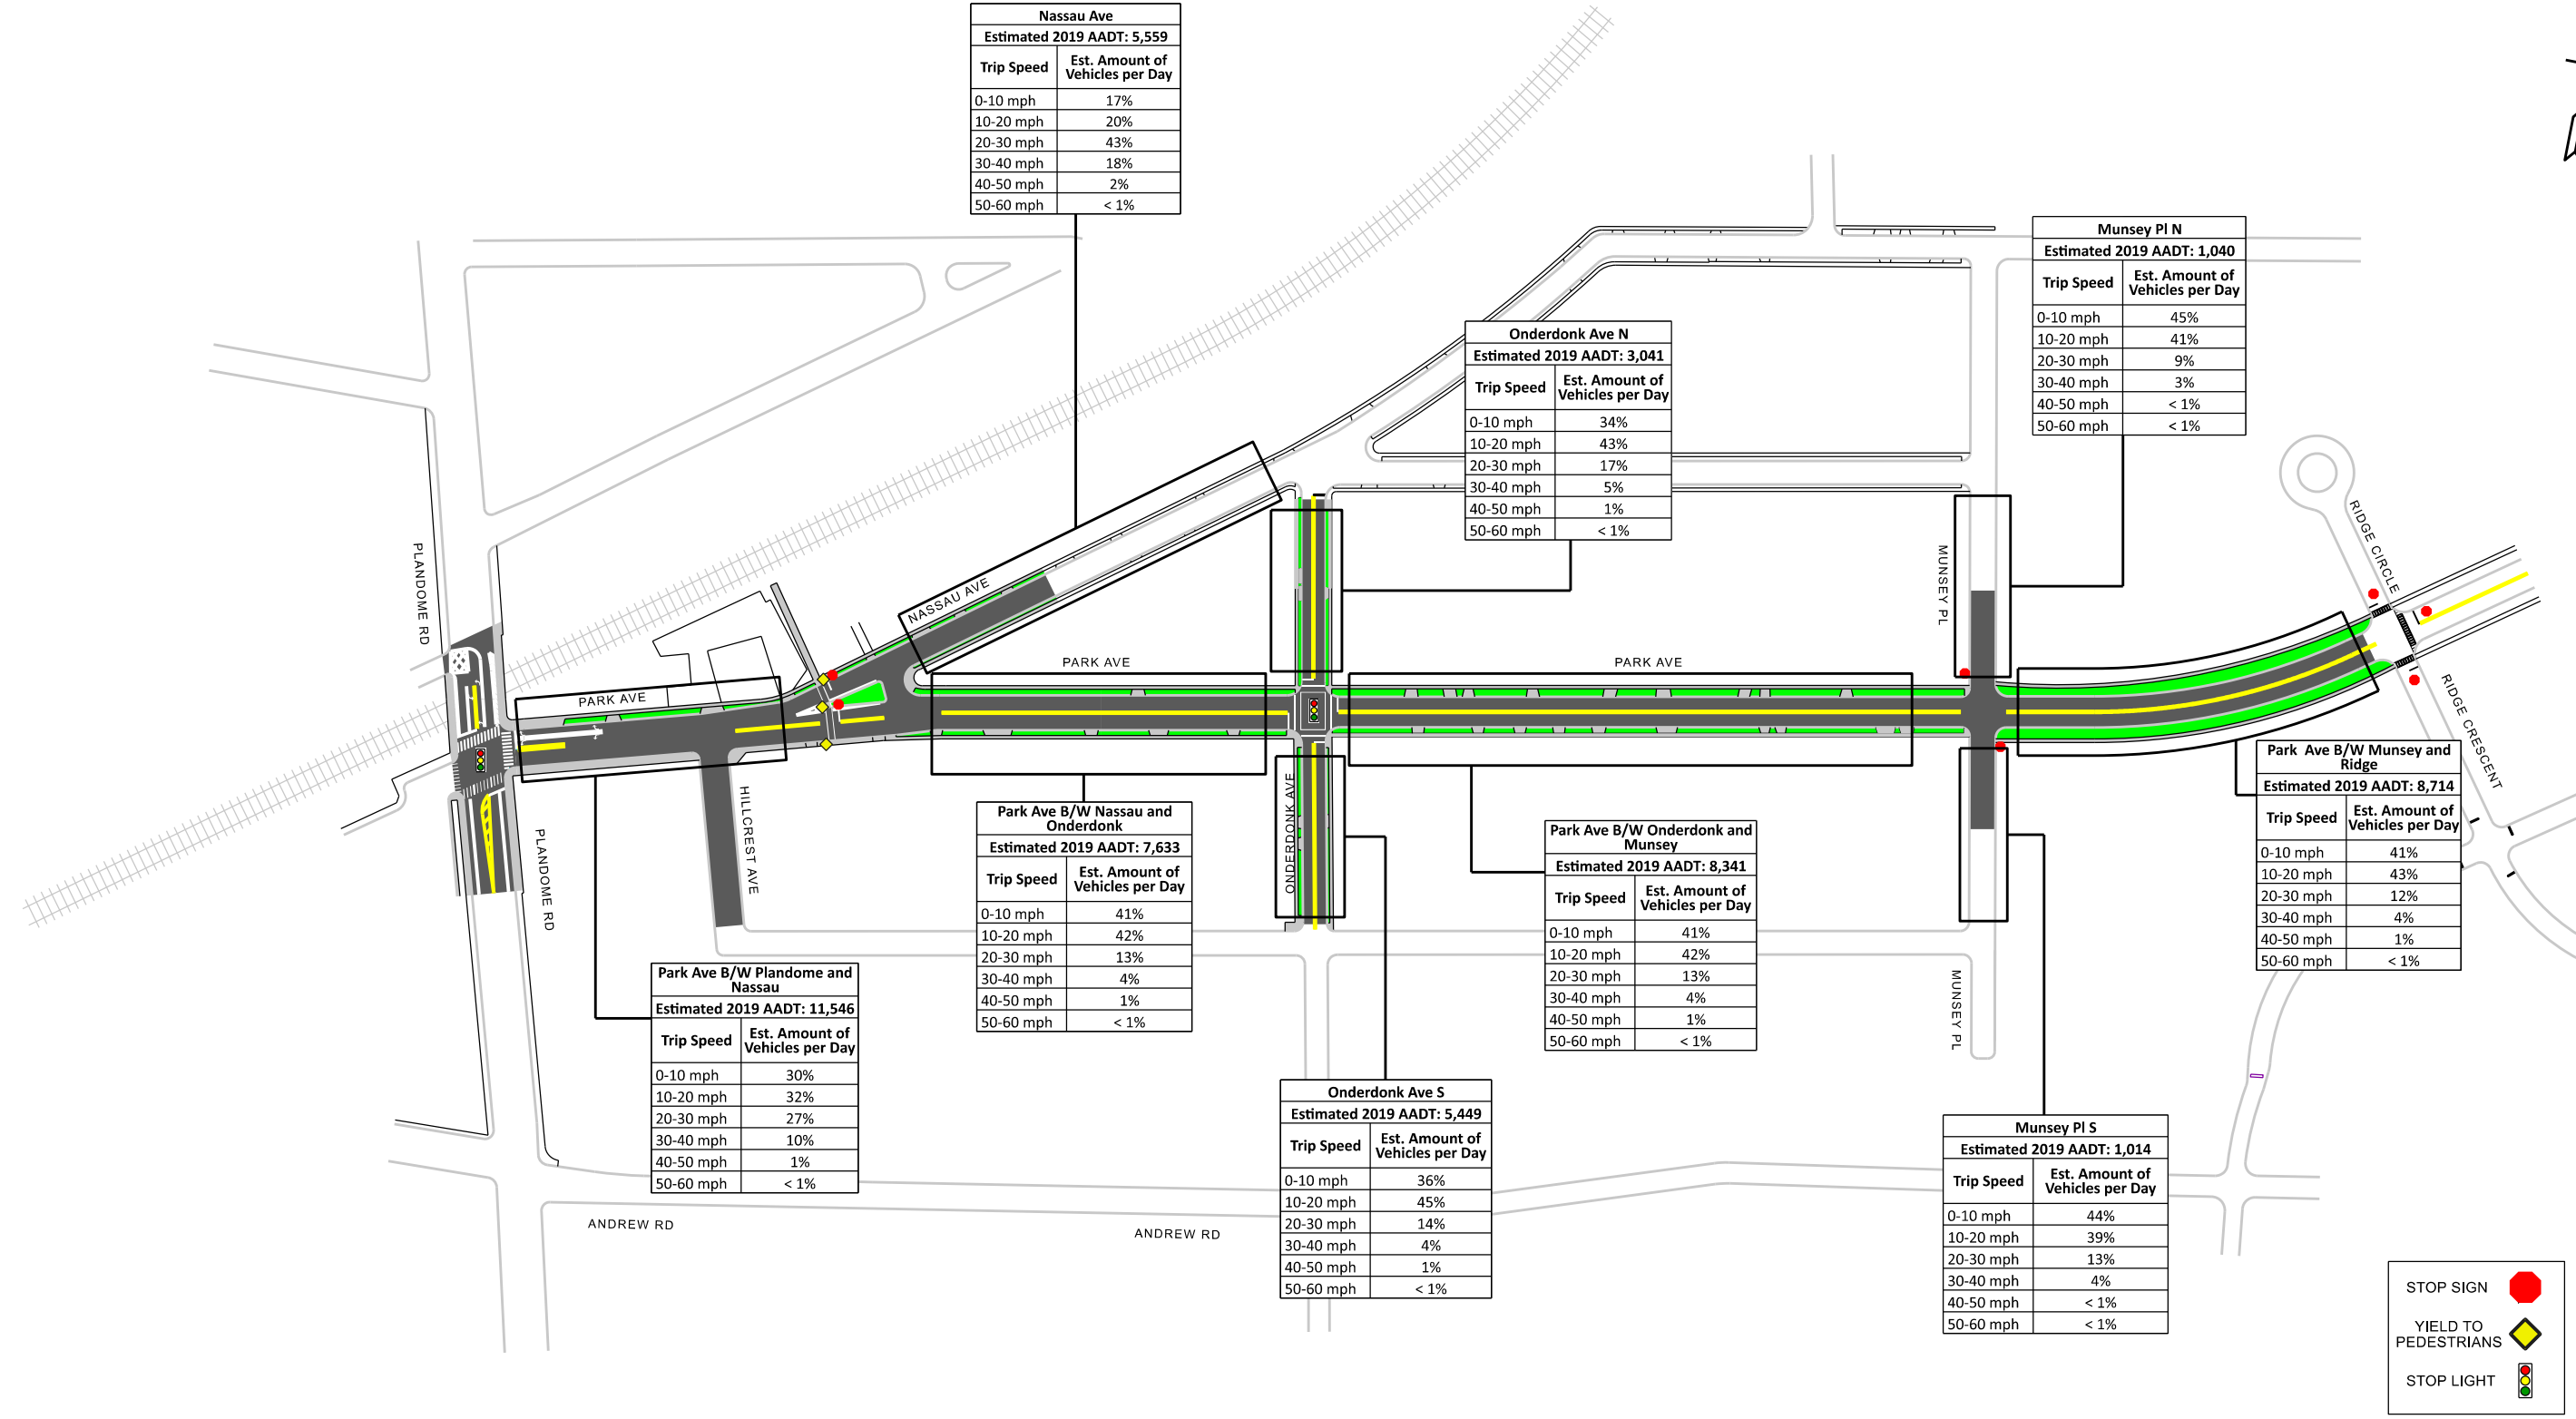 Nassau Ave
Estimated 2019 AADT: 5,559
Trip Speed Est. Amount of
Vehicles per Day
0-10 mph 17%
10-20 mph 20%
20-30 mph 43%
30-40 mph 18%
40-50 mph 2%
50-60 mph < 1%
Munsey Pl N
Estimated 2019 AADT: 1,040
Trip Speed Est. Amount of
Vehicles per Day
0-10 mph 45%
10-20 mph 41%
20-30 mph 9%
30-40 mph 3%
40-50 mph < 1%
50-60 mph < 1%
Onderdonk Ave N
Estimated 2019 AADT: 3,041
Trip Speed Est. Amount of
Vehicles per Day
0-10 mph 34%
10-20 mph 43%
20-30 mph 17%
30-40 mph 5%
40-50 mph 1%
50-60 mph < 1%
PLANDOME RD
NASSAU AVE
MUNSEY PL
RIDGE CIRCLE
PARK AVE
PARK AVE
PARK AVE
RIDGE CRESCENT
HILLCREST AVE
PLANDOME RD
ONDERDONK AVE
MUNSEY PL
Park Ave B/W Munsey and
Ridge
Estimated 2019 AADT: 8,714
Trip Speed Est. Amount of
Vehicles per Day
0-10 mph 41%
10-20 mph 43%
20-30 mph 12%
30-40 mph 4%
40-50 mph 1%
50-60 mph < 1%
Park Ave B/W Nassau and
Onderdonk
Estimated 2019 AADT: 7,633
Trip Speed Est. Amount of
Vehicles per Day
0-10 mph 41%
10-20 mph 42%
20-30 mph 13%
30-40 mph 4%
40-50 mph 1%
50-60 mph < 1%
Park Ave B/W Onderdonk and
Munsey
Estimated 2019 AADT: 8,341
Trip Speed Est. Amount of
Vehicles per Day
0-10 mph 41%
10-20 mph 42%
20-30 mph 13%
30-40 mph 4%
40-50 mph 1%
50-60 mph < 1%
Park Ave B/W Plandome and
Nassau
Estimated 2019 AADT: 11,546
Trip Speed Est. Amount of
Vehicles per Day
0-10 mph 30%
10-20 mph 32%
20-30 mph 27%
30-40 mph 10%
40-50 mph 1%
50-60 mph < 1%
Onderdonk Ave S
Estimated 2019 AADT: 5,449
Trip Speed Est. Amount of
Vehicles per Day
0-10 mph 36%
10-20 mph 45%
20-30 mph 14%
30-40 mph 4%
40-50 mph 1%
50-60 mph < 1%
Munsey Pl S
Estimated 2019 AADT: 1,014
Trip Speed Est. Amount of
Vehicles per Day
0-10 mph 44%
10-20 mph 39%
20-30 mph 13%
30-40 mph 4%
40-50 mph < 1%
50-60 mph < 1%
ANDREW RD
ANDREW RD
STOP SIGN
YIELD TO
PEDESTRIANS
STOP LIGHT